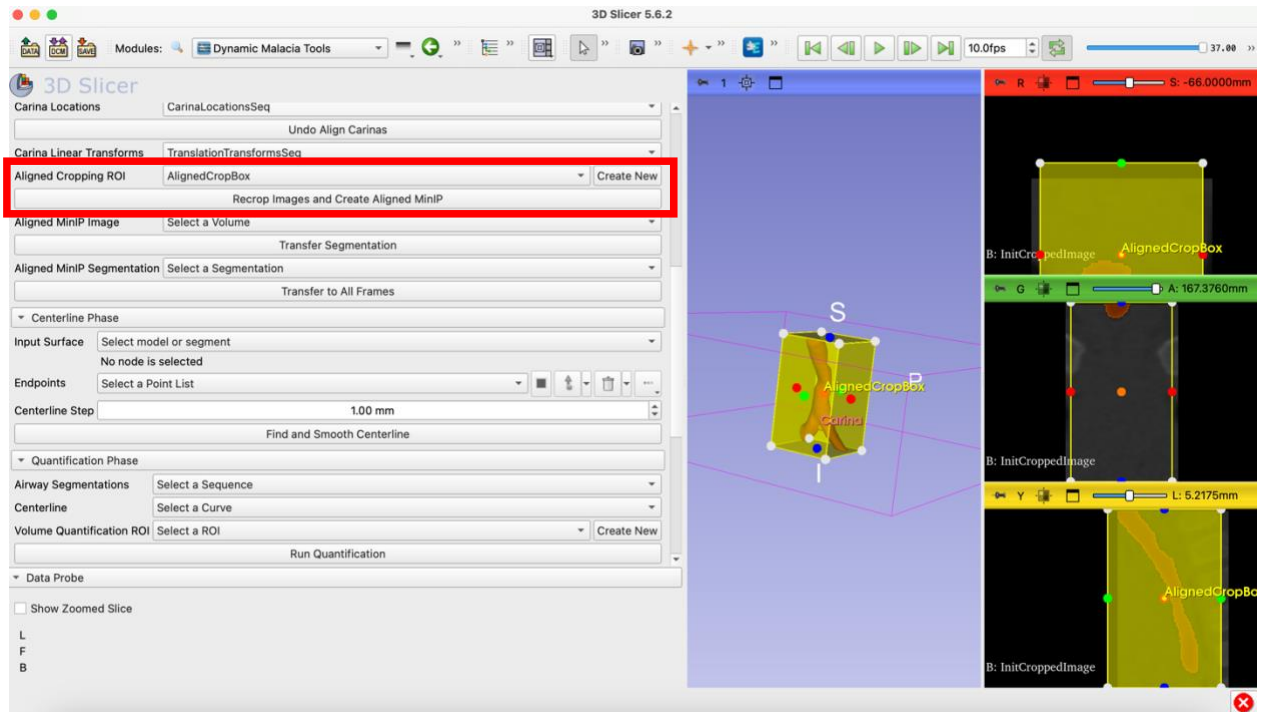 3D Slicer 5.6.2
DATA DCM SAVE Modules: Dynamic Malacia Tools » » » » 10.0fps 37.00 »
3D Slicer
Carina Locations CarinaLocationsSeq
Undo Align Carinas
Carina Linear Transforms TranslationTransformsSeq
Aligned Cropping ROI AlignedCropBox Create New
Recrop Images and Create Aligned MinIP
Aligned MinIP Image Select a Volume
Transfer Segmentation
Aligned MinIP Segmentation Select a Segmentation
Transfer to All Frames
Centerline Phase
Input Surface Select model or segment
No node is selected
Endpoints Select a Point List
Centerline Step 1.00 mm
Find and Smooth Centerline
Quantification Phase
Airway Segmentations Select a Sequence
Centerline Select a Curve
Volume Quantification ROI Select a ROI Create New
Run Quantification
Data Probe
Show Zoomed Slice
L
F
B
1
S
P
AlignedCropBox
Carina
I
R S: -66.0000mm
AlignedCropBox
B: InitCroppedImage
G A: 167.3760mm
B: InitCroppedImage
Y L: 5.2175mm
AlignedCropBo
B: InitCroppedImage